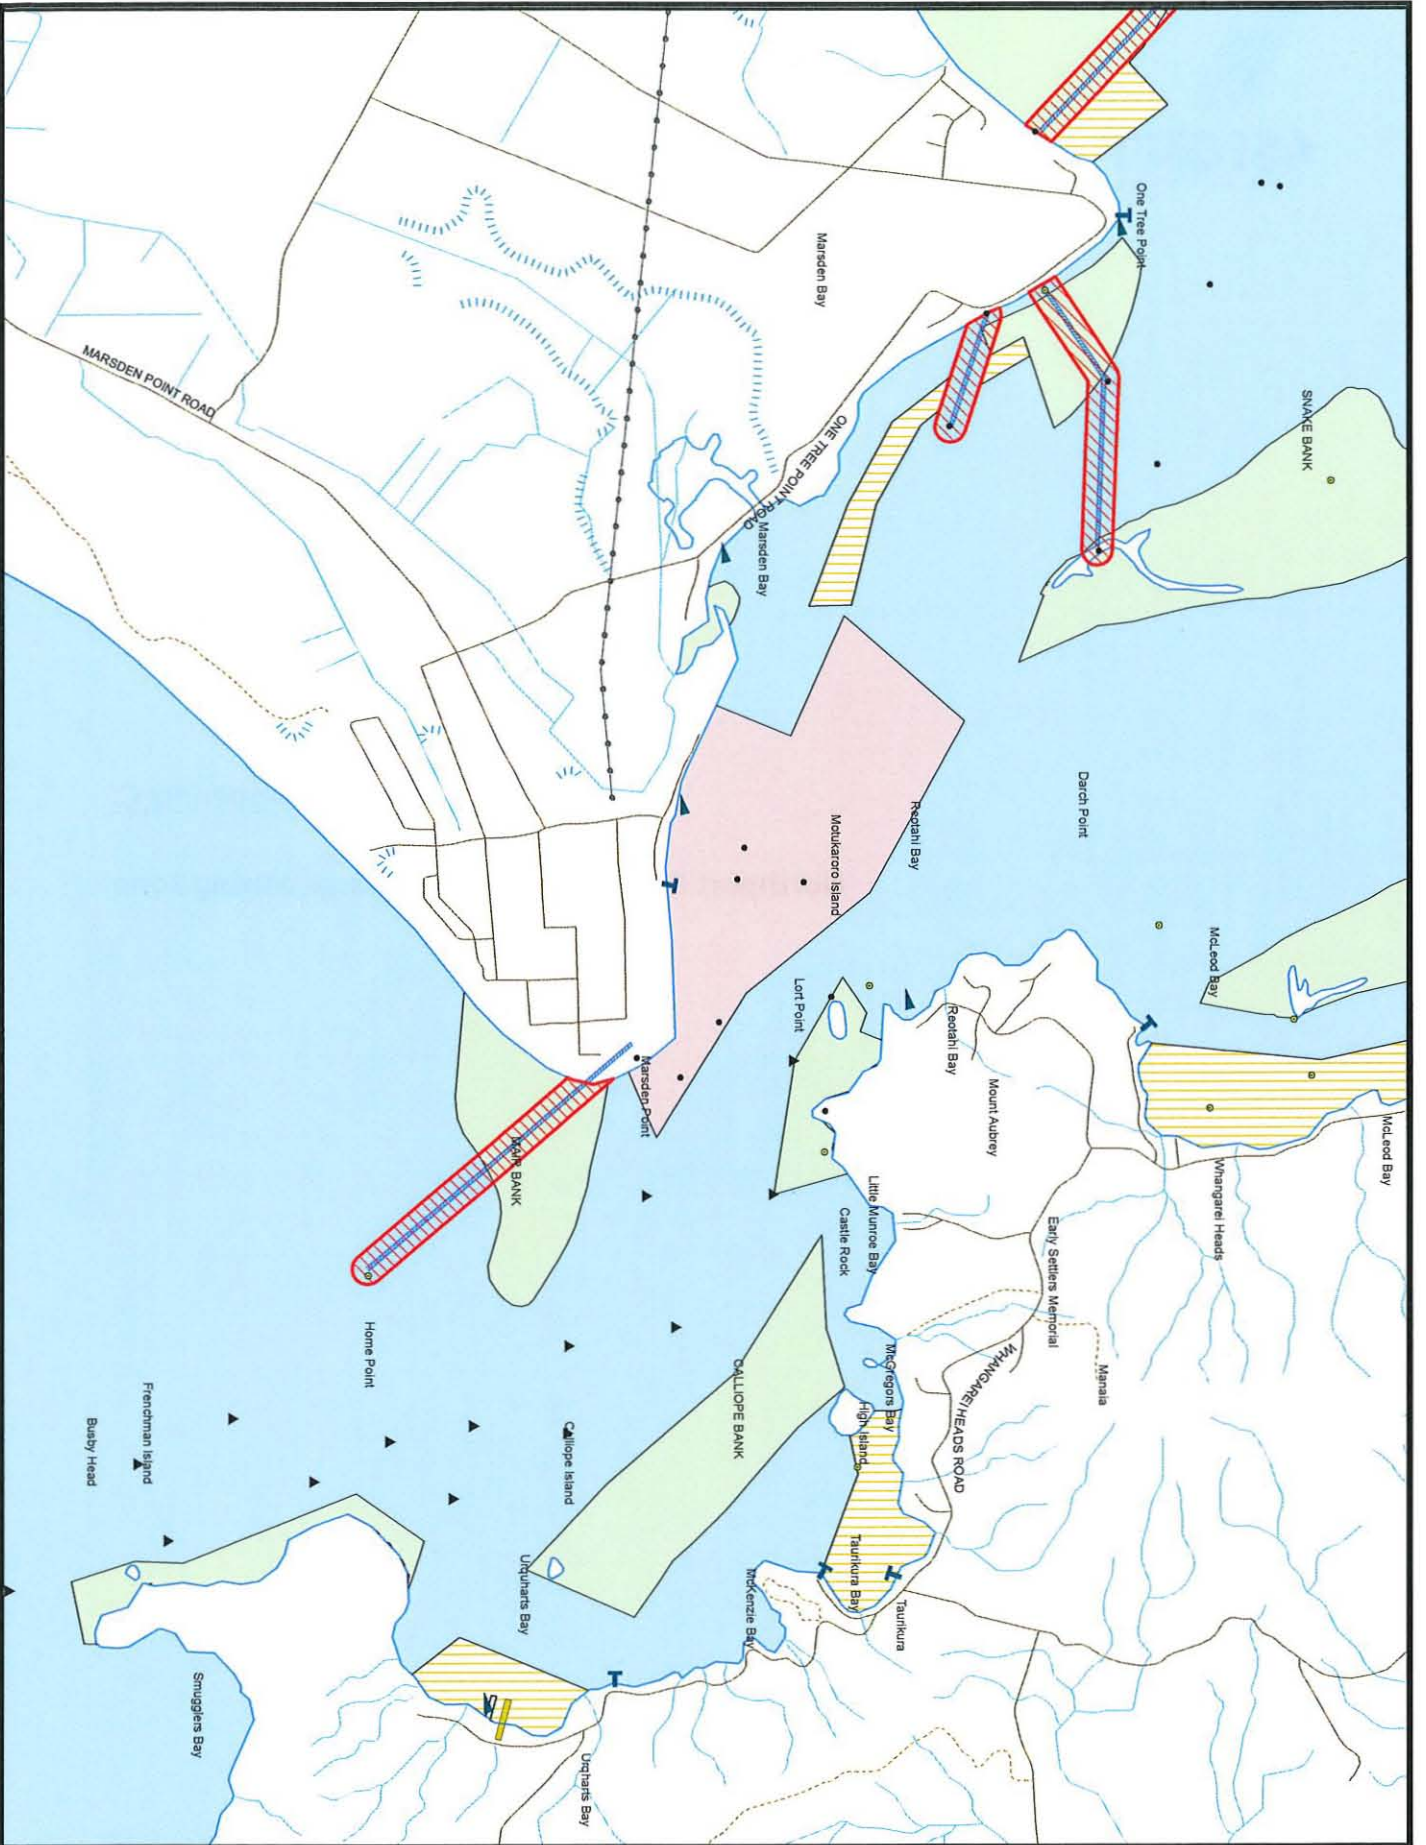 One Tree Point
SNAKE BANK
Marsden Bay
MARSDEN POINT ROAD
ONE TREE POINT ROAD
Marsden Bay
Darch Point
Reotahi Bay
Motukaroro Island
McLeod Bay
Lort Point
Reotahi Bay
Mount Aubrey
Marsden Point
McLeod Bay
Whangarei Heads
MAIR BANK
Little Munroe Bay
Castle Rock
Early Settlers Memorial
Home Point
McGregors Bay
WHANGAREI HEADS ROAD
Manaia
CALLIOPE BANK
High Island
Frenchman Island
Busby Head
Calliope Island
Taurikura Bay
Urquharts Bay
McKenzie Bay
Taurikura
Smugglers Bay
Urqharts Bay